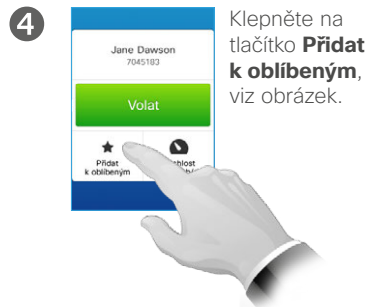 4
Klepněte na
tlačítko Přidat
k oblíbeným,
viz obrázek.
Jane Dawson
7045183
Volat
Přidat
k oblíbeným